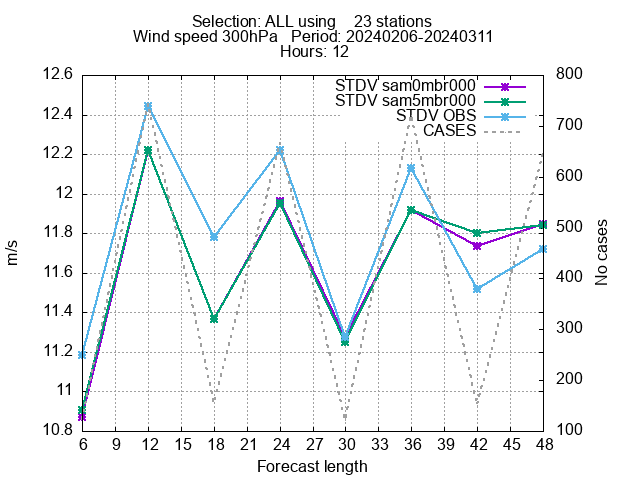 Selection: ALL using    23 stations
Wind speed 300hPa   Period: 20240206-20240311
Hours: 12
STDV sam0mbr000
STDV sam5mbr000
STDV OBS
CASES
12.6
12.4
12.2
12
11.8
11.6
11.4
11.2
11
10.8
m/s
800
700
600
500
400
300
200
100
No cases
6 9 12 15 18 21 24 27 30 33 36 39 42 45 48
Forecast length